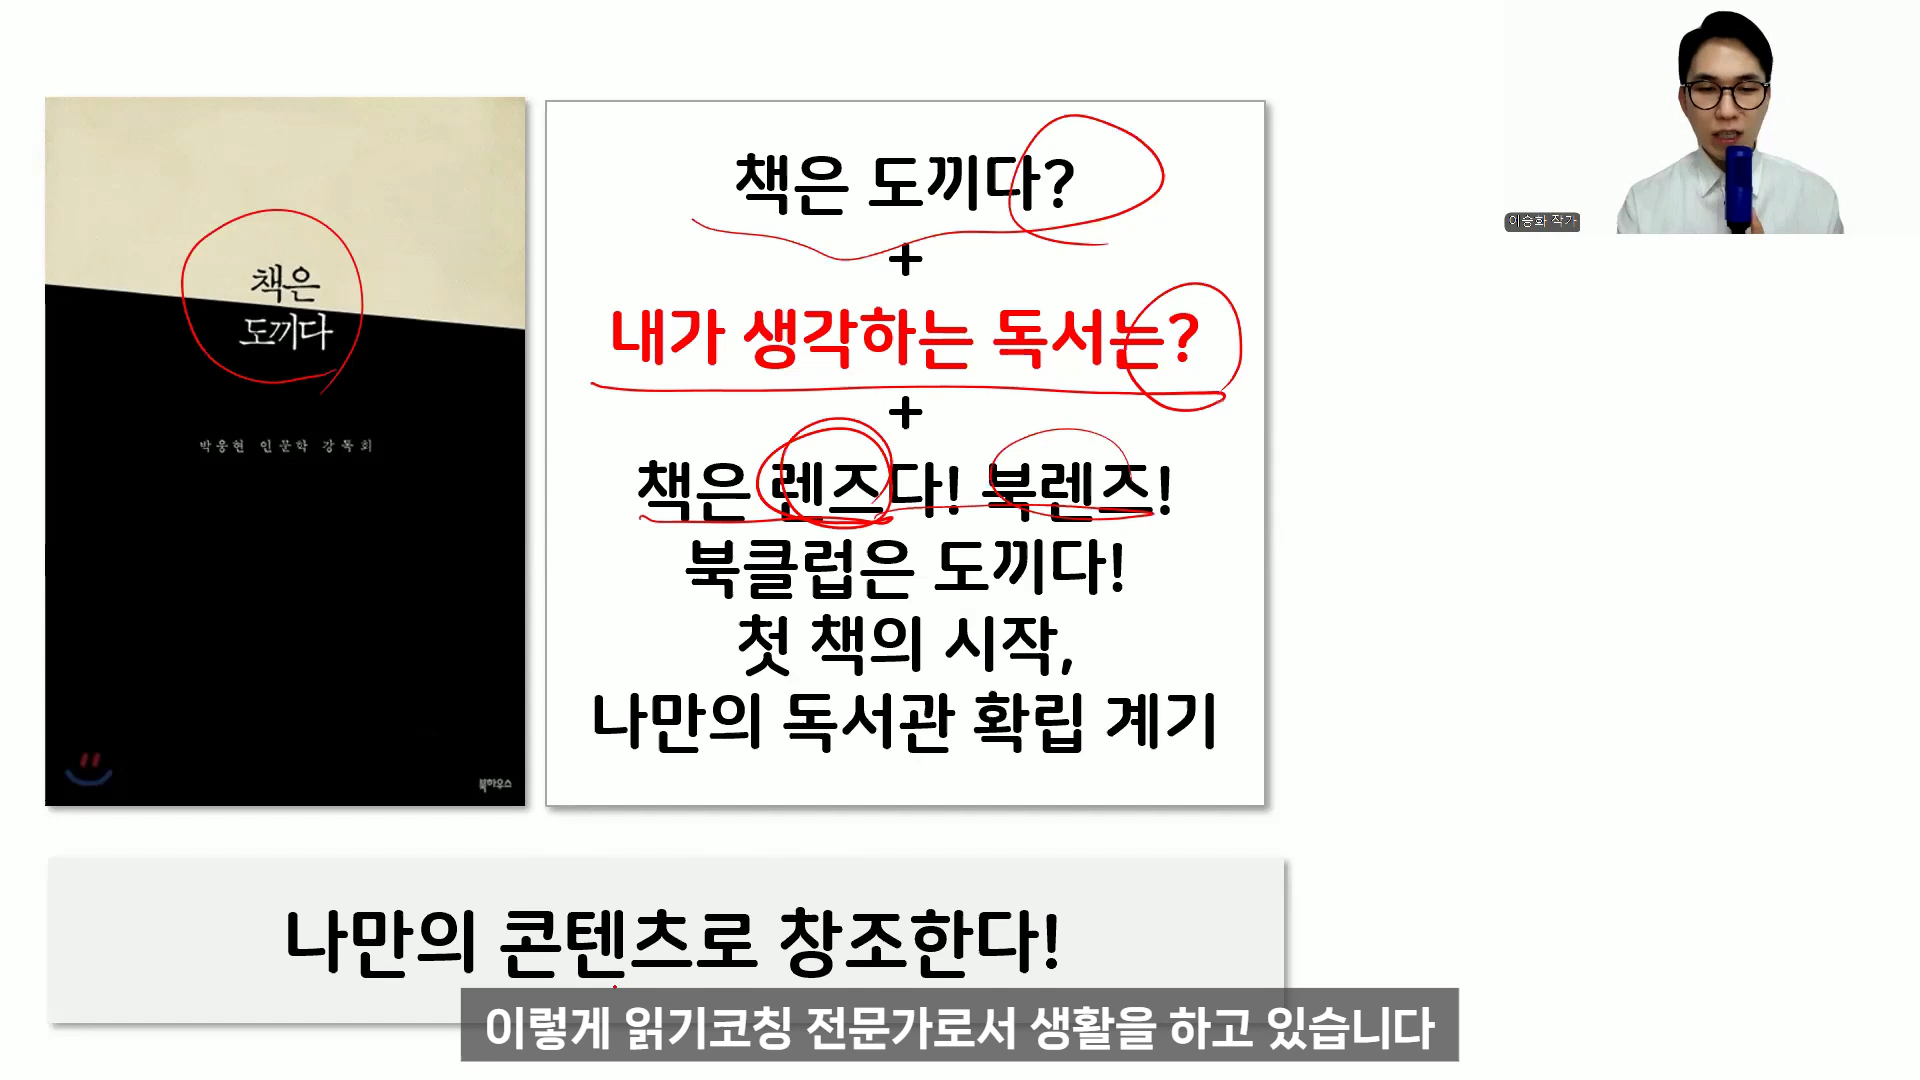 책은
도끼다
박웅현 인문학 강독회
북하우스
책은 도끼다?
+
내가 생각하는 독서는?
+
책은 렌즈다! 북렌즈!
북클럽은 도끼다!
첫 책의 시작,
나만의 독서관 확립 계기
이승화 작가
나만의 콘텐츠로 창조한다!
이렇게 읽기코칭 전문가로서 생활을 하고 있습니다